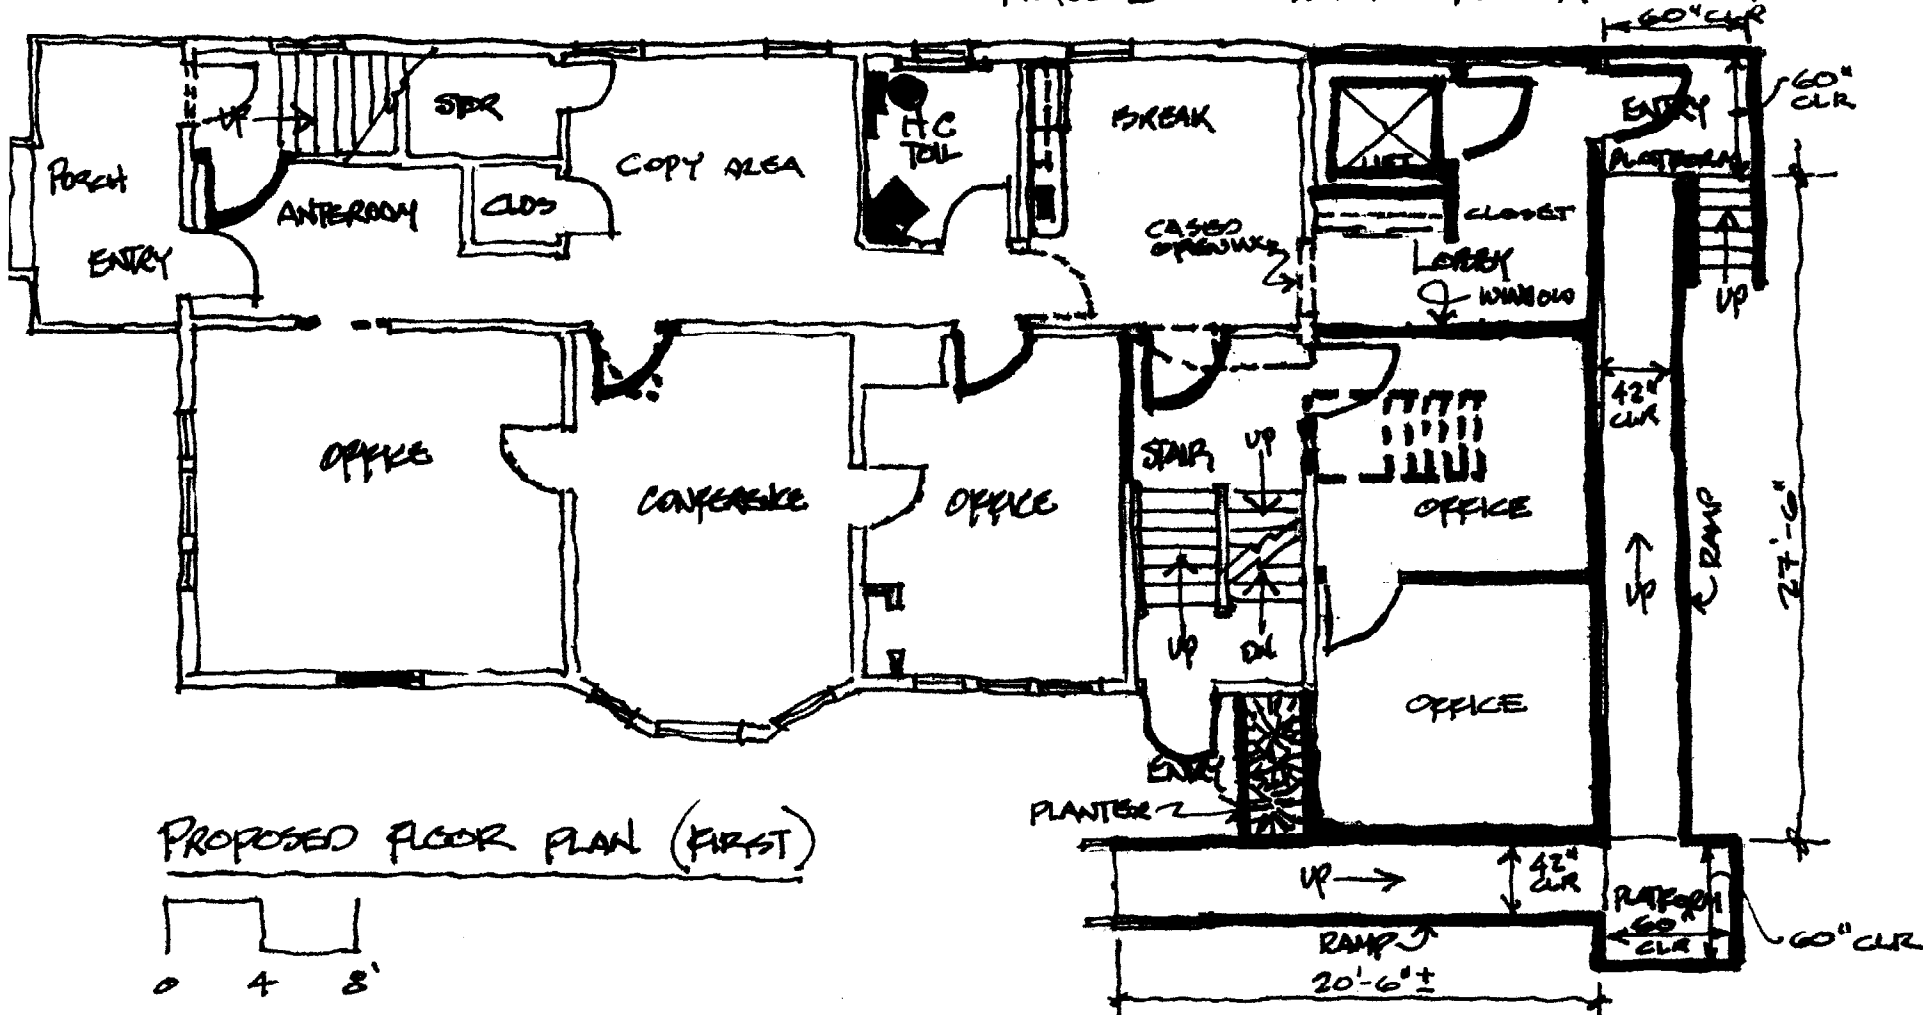 60" CLR
60"
CLR
UP
STOR
HC
TOIL
BREAK
ENTRY
PORCH
COPY AREA
LIFT
PLATFORM
ANTEROOM
CLOS
CASED
OPENING
CLOSET
ENTRY
LOBBY
WINDOW
UP
42"
CLR
OFFICE
STAIR
UP
CONFERENCE
OFFICE
OFFICE
RAMP
27'-6"
UP
UP
DN
OFFICE
ENTRY
PLANTER
PROPOSED FLOOR PLAN (FIRST)
UP
42"
CLR
PLATFORM
60"
CLR
60" CLR
RAMP
0 4 8'
20'-6" ±